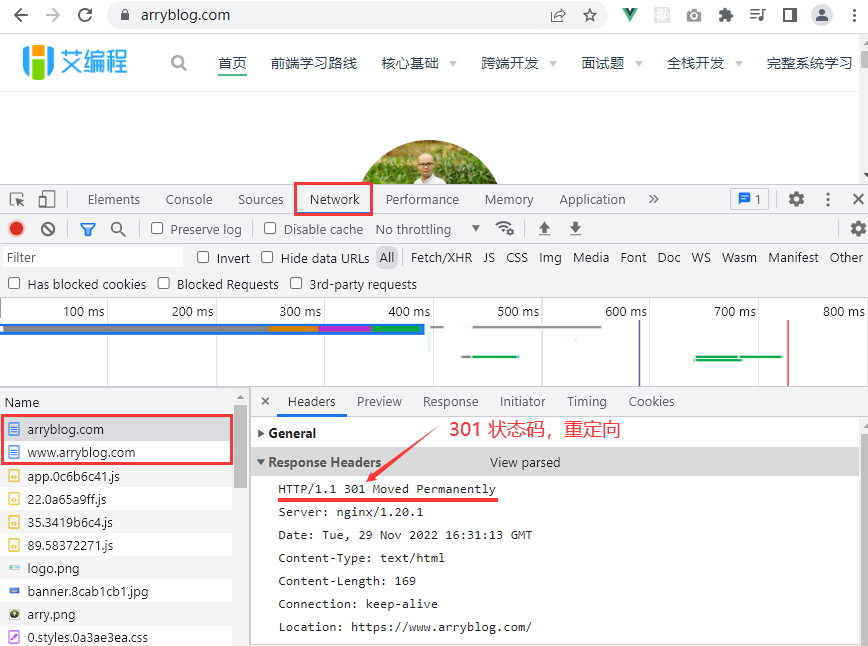 arryblog.com
艾编程 首页 前端学习路线 核心基础 跨端开发 面试题 全栈开发 完整系统学习
Elements Console Sources Network Performance Memory Application » 1
Preserve log Disable cache No throttling
Filter Invert Hide data URLs All Fetch/XHR JS CSS Img Media Font Doc WS Wasm Manifest Other
Has blocked cookies Blocked Requests 3rd-party requests
100 ms 200 ms 300 ms 400 ms 500 ms 600 ms 700 ms 800 ms
Name
arryblog.com
www.arryblog.com
app.0c6b6c41.js
22.0a65a9ff.js
35.3419b6c4.js
89.58372271.js
logo.png
banner.8cab1cb1.jpg
arry.png
0.styles.0a3ae3ea.css
Headers Preview Response Initiator Timing Cookies
General
301 状态码，重定向
Response Headers View parsed
HTTP/1.1 301 Moved Permanently
Server: nginx/1.20.1
Date: Tue, 29 Nov 2022 16:31:13 GMT
Content-Type: text/html
Content-Length: 169
Connection: keep-alive
Location: https://www.arryblog.com/